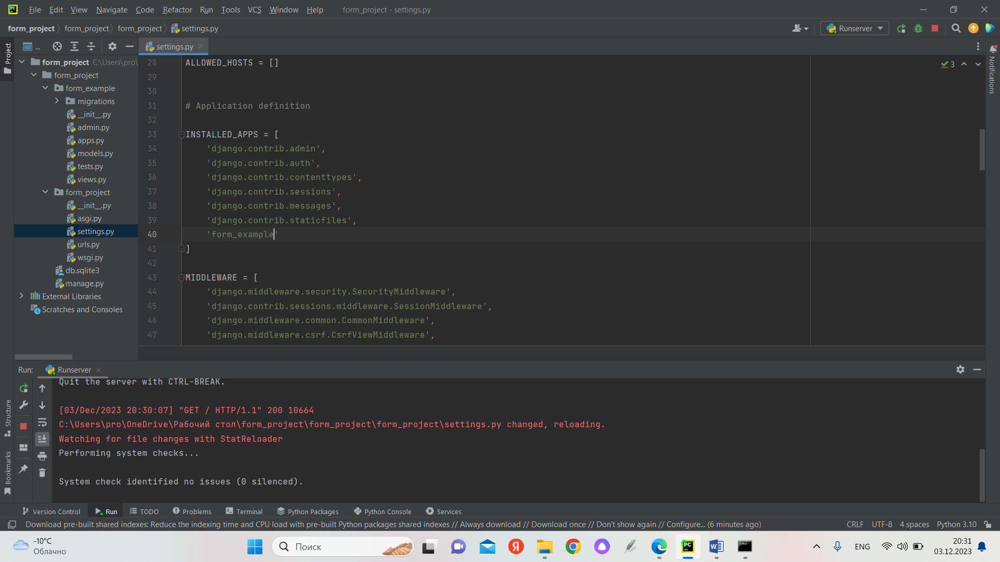 File Edit View Navigate Code Refactor Run Tools VCS Window Help form_project - settings.py
form_project form_project form_project settings.py
Runserver
Project
...
settings.py
form_project C:\Users\pro\
form_project
form_example
migrations
__init__.py
admin.py
apps.py
models.py
tests.py
views.py
form_project
__init__.py
asgi.py
settings.py
urls.py
wsgi.py
db.sqlite3
manage.py
External Libraries
Scratches and Consoles
28 ALLOWED_HOSTS = []
29
30
31 # Application definition
32
33 INSTALLED_APPS = [
34 'django.contrib.admin',
35 'django.contrib.auth',
36 'django.contrib.contenttypes',
37 'django.contrib.sessions',
38 'django.contrib.messages',
39 'django.contrib.staticfiles',
40 'form_example'
41 ]
42
43 MIDDLEWARE = [
44 'django.middleware.security.SecurityMiddleware',
45 'django.contrib.sessions.middleware.SessionMiddleware',
46 'django.middleware.common.CommonMiddleware',
47 'django.middleware.csrf.CsrfViewMiddleware',
3
Notifications
Run: Runserver
Quit the server with CTRL-BREAK.
[03/Dec/2023 20:30:07] "GET / HTTP/1.1" 200 10664
C:\Users\pro\OneDrive\Рабочий стол\form_project\form_project\form_project\settings.py changed, reloading.
Watching for file changes with StatReloader
Performing system checks...
System check identified no issues (0 silenced).
Structure
Bookmarks
Version Control Run TODO Problems Terminal Python Packages Python Console Services
Download pre-built shared indexes: Reduce the indexing time and CPU load with pre-built Python packages shared indexes // Always download // Download once // Don't show again // Configure... (6 minutes ago) CRLF UTF-8 4 spaces Python 3.10
-10°C
Облачно
Поиск
ENG
20:31
03.12.2023